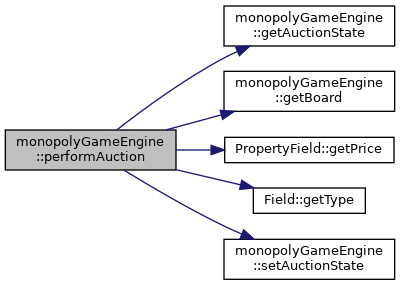 monopolyGameEngine
::getAuctionState
monopolyGameEngine
::getBoard
monopolyGameEngine
::performAuction
PropertyField::getPrice
Field::getType
monopolyGameEngine
::setAuctionState